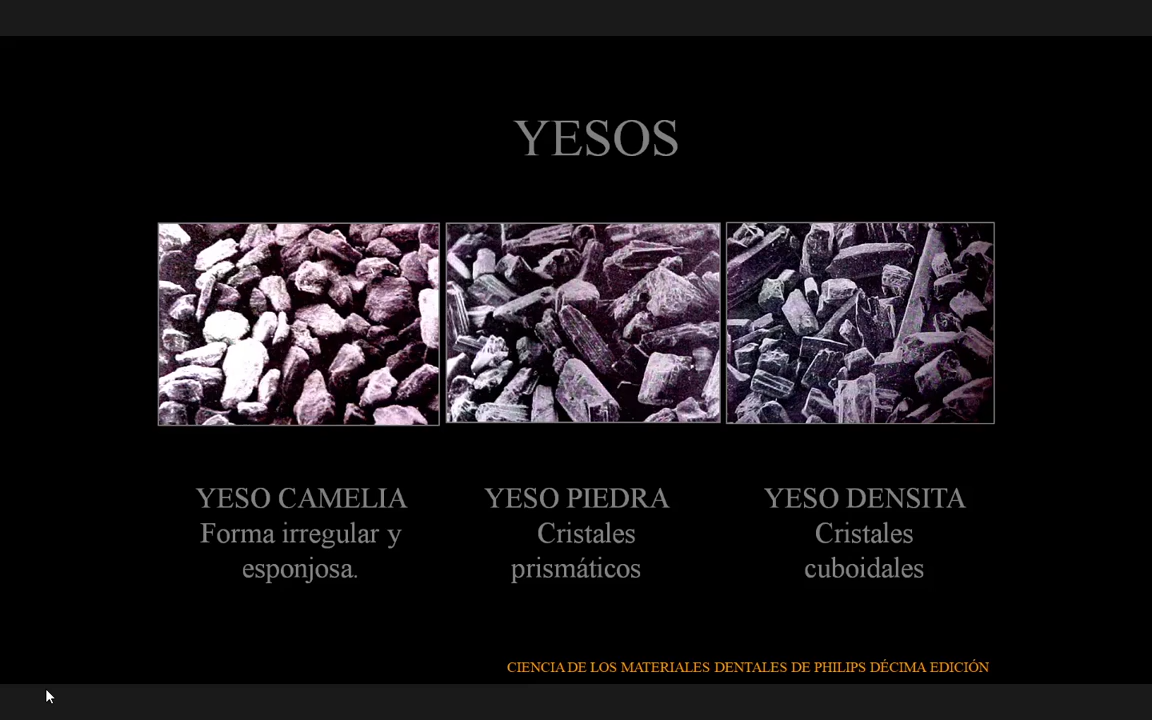 YESOS
YESO CAMELIA
Forma irregular y
esponjosa.
YESO PIEDRA
Cristales
prismáticos
YESO DENSITA
Cristales
cuboidales
CIENCIA DE LOS MATERIALES DENTALES DE PHILIPS DÉCIMA EDICIÓN